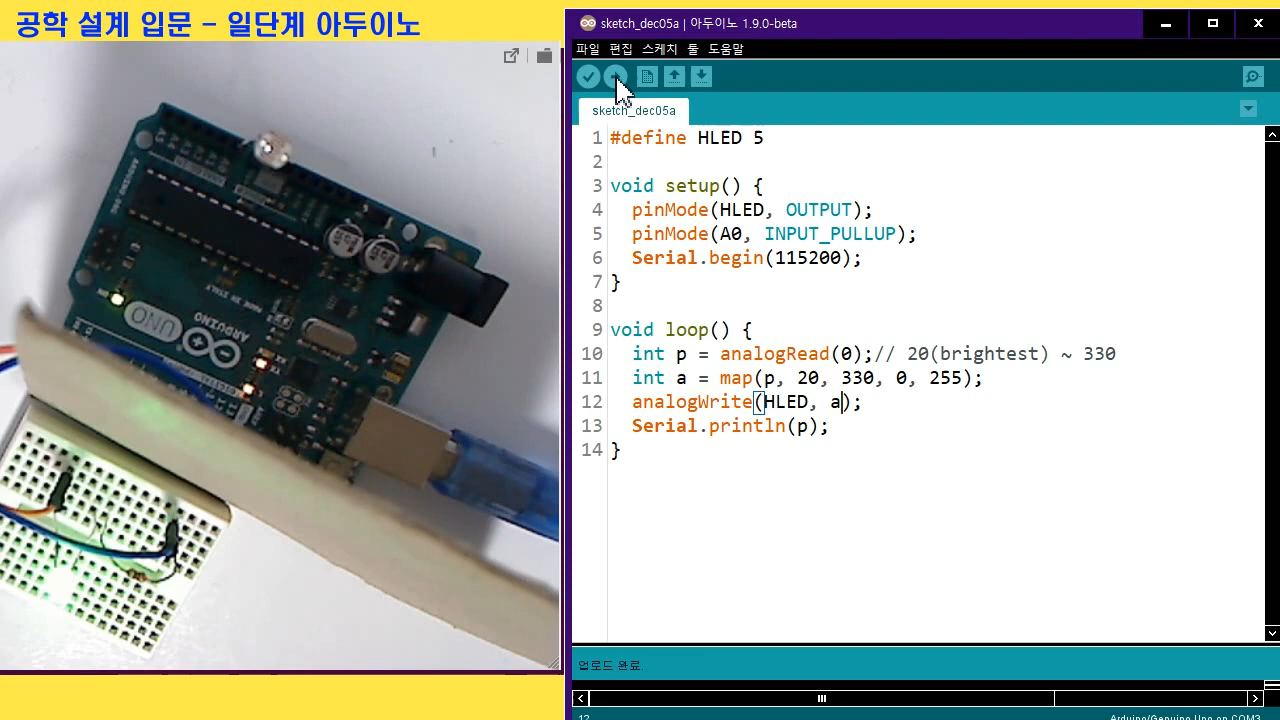 공학 설계 입문 - 일단계 아두이노
sketch_dec05a | 아두이노 1.9.0-beta
파일 편집 스케치 툴 도움말
sketch_dec05a
1 #define HLED 5
2
3 void setup() {
4 pinMode(HLED, OUTPUT);
5 pinMode(A0, INPUT_PULLUP);
6 Serial.begin(115200);
7 }
8
9 void loop() {
10 int p = analogRead(0);// 20(brightest) ~ 330
11 int a = map(p, 20, 330, 0, 255);
12 analogWrite(HLED, a);
13 Serial.println(p);
14 }
UNO
ARDUINO
MADE IN ITALY
업로드 완료.
12
Arduino/Genuino Uno on COM3